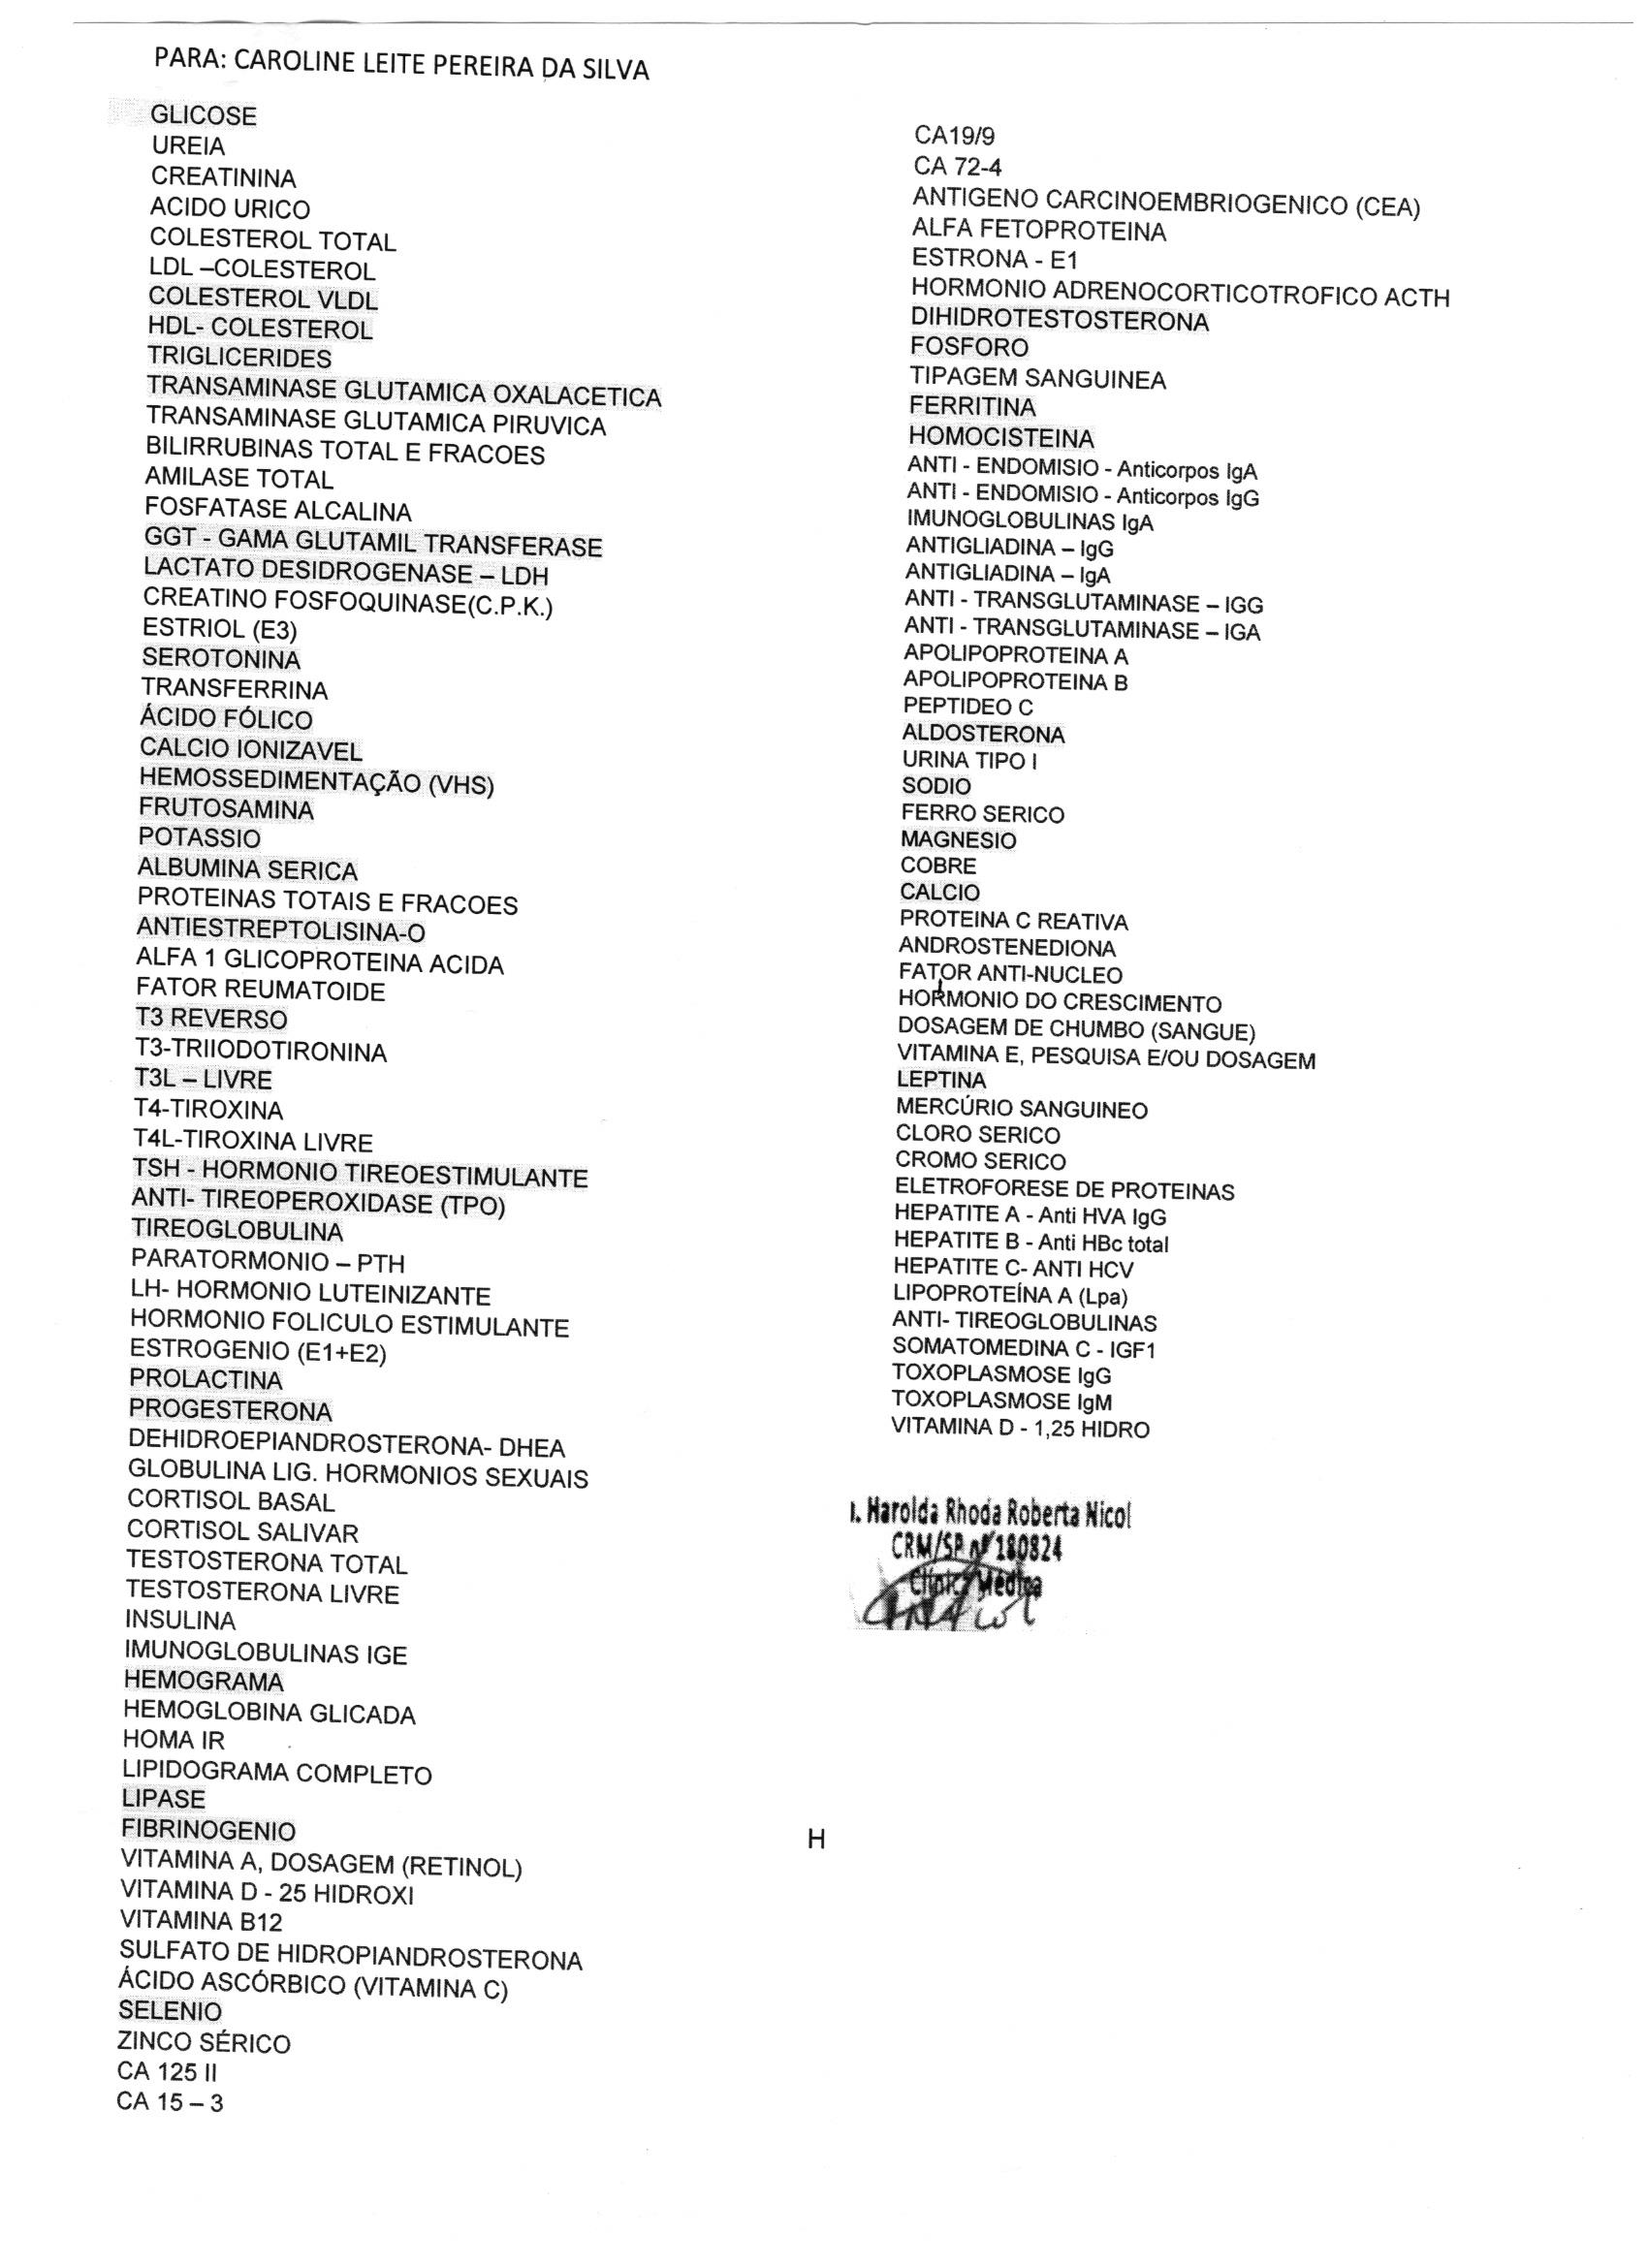 PARA: CAROLINE LEITE PEREIRA DA SILVA
GLICOSE
UREIA
CREATININA
ACIDO URICO
COLESTEROL TOTAL
LDL –COLESTEROL
COLESTEROL VLDL
HDL- COLESTEROL
TRIGLICERIDES
TRANSAMINASE GLUTAMICA OXALACETICA
TRANSAMINASE GLUTAMICA PIRUVICA
BILIRRUBINAS TOTAL E FRACOES
AMILASE TOTAL
FOSFATASE ALCALINA
GGT - GAMA GLUTAMIL TRANSFERASE
LACTATO DESIDROGENASE – LDH
CREATINO FOSFOQUINASE(C.P.K.)
ESTRIOL (E3)
SEROTONINA
TRANSFERRINA
ÁCIDO FÓLICO
CALCIO IONIZAVEL
HEMOSSEDIMENTAÇÃO (VHS)
FRUTOSAMINA
POTASSIO
ALBUMINA SERICA
PROTEINAS TOTAIS E FRACOES
ANTIESTREPTOLISINA-O
ALFA 1 GLICOPROTEINA ACIDA
FATOR REUMATOIDE
T3 REVERSO
T3-TRIIODOTIRONINA
T3L – LIVRE
T4-TIROXINA
T4L-TIROXINA LIVRE
TSH - HORMONIO TIREOESTIMULANTE
ANTI- TIREOPEROXIDASE (TPO)
TIREOGLOBULINA
PARATORMONIO – PTH
LH- HORMONIO LUTEINIZANTE
HORMONIO FOLICULO ESTIMULANTE
ESTROGENIO (E1+E2)
PROLACTINA
PROGESTERONA
DEHIDROEPIANDROSTERONA- DHEA
GLOBULINA LIG. HORMONIOS SEXUAIS
CORTISOL BASAL
CORTISOL SALIVAR
TESTOSTERONA TOTAL
TESTOSTERONA LIVRE
INSULINA
IMUNOGLOBULINAS IGE
HEMOGRAMA
HEMOGLOBINA GLICADA
HOMA IR
LIPIDOGRAMA COMPLETO
LIPASE
FIBRINOGENIO
VITAMINA A, DOSAGEM (RETINOL)
VITAMINA D - 25 HIDROXI
VITAMINA B12
SULFATO DE HIDROPIANDROSTERONA
ÁCIDO ASCÓRBICO (VITAMINA C)
SELENIO
ZINCO SÉRICO
CA 125 II
CA 15 – 3
CA19/9
CA 72-4
ANTIGENO CARCINOEMBRIOGENICO (CEA)
ALFA FETOPROTEINA
ESTRONA - E1
HORMONIO ADRENOCORTICOTROFICO ACTH
DIHIDROTESTOSTERONA
FOSFORO
TIPAGEM SANGUINEA
FERRITINA
HOMOCISTEINA
ANTI - ENDOMISIO - Anticorpos IgA
ANTI - ENDOMISIO - Anticorpos IgG
IMUNOGLOBULINAS IgA
ANTIGLIADINA – IgG
ANTIGLIADINA – IgA
ANTI - TRANSGLUTAMINASE – IGG
ANTI - TRANSGLUTAMINASE – IGA
APOLIPOPROTEINA A
APOLIPOPROTEINA B
PEPTIDEO C
ALDOSTERONA
URINA TIPO I
SODIO
FERRO SERICO
MAGNESIO
COBRE
CALCIO
PROTEINA C REATIVA
ANDROSTENEDIONA
FATOR ANTI-NUCLEO
HORMONIO DO CRESCIMENTO
DOSAGEM DE CHUMBO (SANGUE)
VITAMINA E, PESQUISA E/OU DOSAGEM
LEPTINA
MERCÚRIO SANGUINEO
CLORO SERICO
CROMO SERICO
ELETROFORESE DE PROTEINAS
HEPATITE A - Anti HVA IgG
HEPATITE B - Anti HBc total
HEPATITE C- ANTI HCV
LIPOPROTEÍNA A (Lpa)
ANTI- TIREOGLOBULINAS
SOMATOMEDINA C - IGF1
TOXOPLASMOSE IgG
TOXOPLASMOSE IgM
VITAMINA D - 1,25 HIDRO
Harolda Rhoda Roberta Nicol
CRM/SP nº 180824
Clínica Médica
H